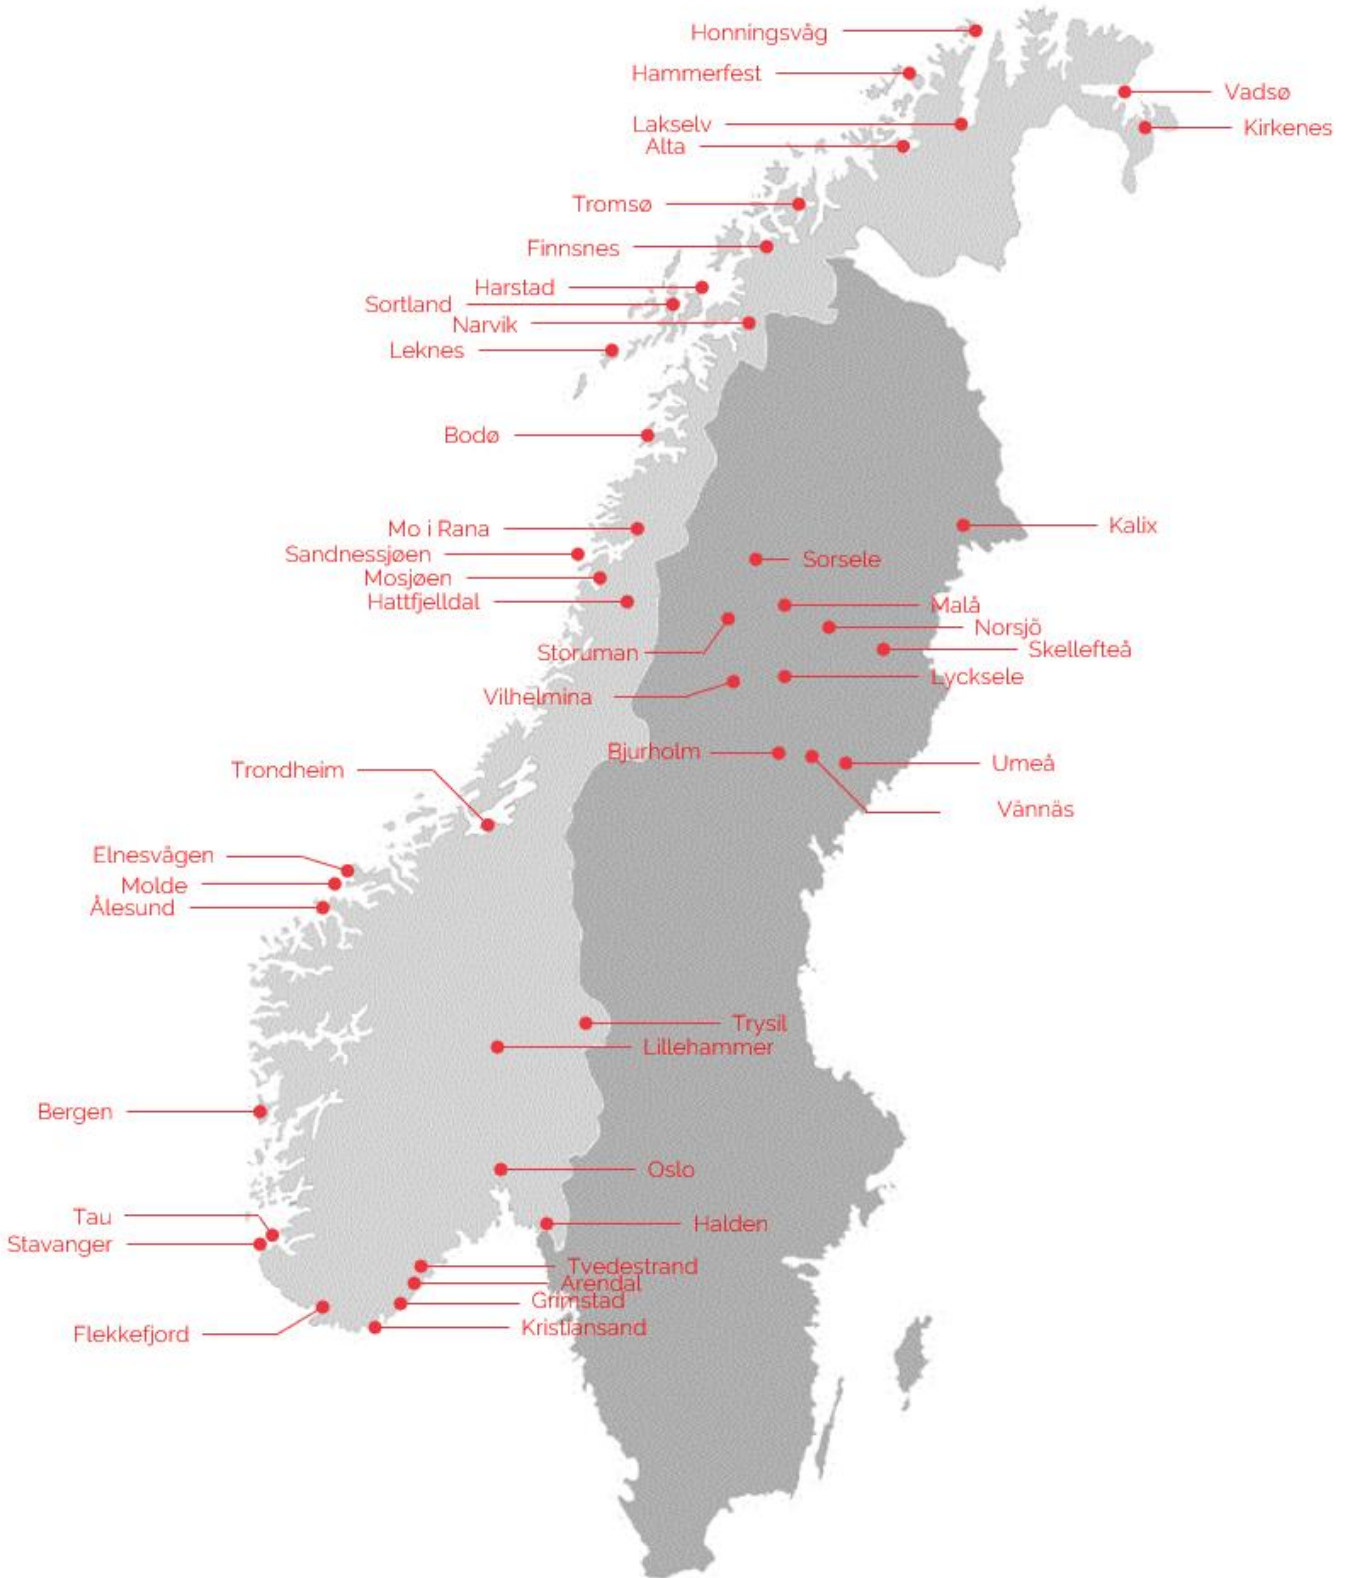 Honningsvåg
Hammerfest
Vadsø
Lakselv
Kirkenes
Alta
Tromsø
Finnsnes
Harstad
Sortland
Narvik
Leknes
Bodø
Kalix
Mo i Rana
Sandnessjøen
Sorsele
Mosjøen
Hattfjelldal
Malå
Norsjö
Storuman
Skellefteå
Lycksele
Vilhelmina
Bjurholm
Umeå
Trondheim
Vännäs
Elnesvågen
Molde
Ålesund
Trysil
Lillehammer
Bergen
Oslo
Tau
Halden
Stavanger
Tvedestrand
Arendal
Grimstad
Kristiansand
Flekkefjord